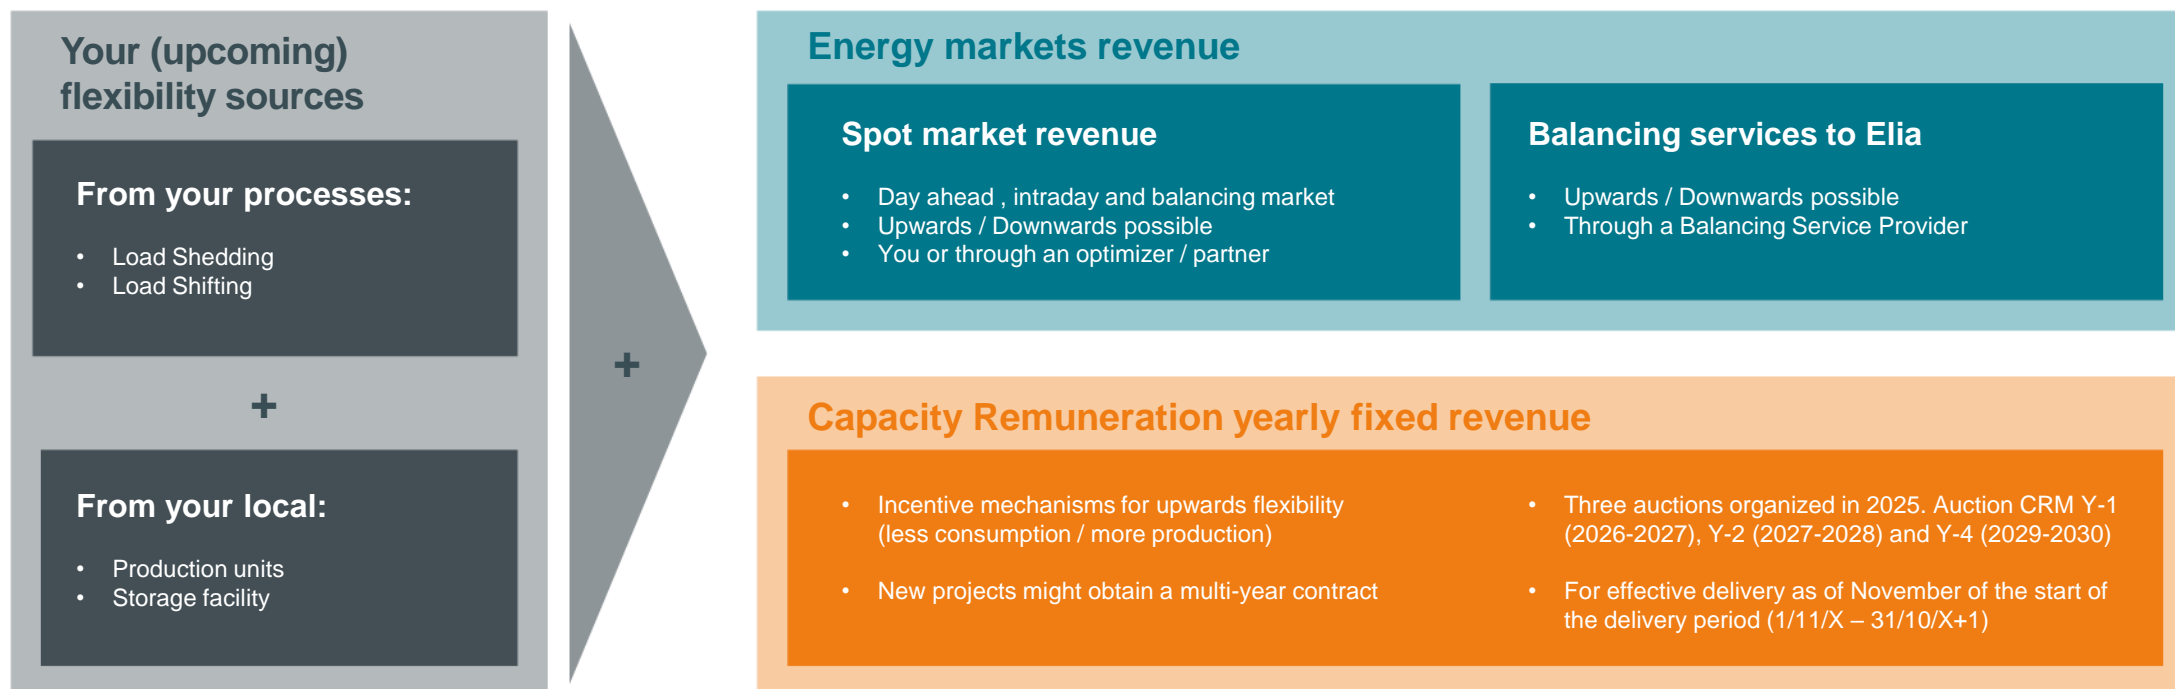 Your (upcoming)
flexibility sources
From your processes:
• Load Shedding
• Load Shifting
+
From your local:
• Production units
• Storage facility
+
Energy markets revenue
Spot market revenue
• Day ahead , intraday and balancing market
• Upwards / Downwards possible
• You or through an optimizer / partner
Balancing services to Elia
• Upwards / Downwards possible
• Through a Balancing Service Provider
Capacity Remuneration yearly fixed revenue
• Incentive mechanisms for upwards flexibility
(less consumption / more production)
• New projects might obtain a multi-year contract
• Three auctions organized in 2025. Auction CRM Y-1
(2026-2027), Y-2 (2027-2028) and Y-4 (2029-2030)
• For effective delivery as of November of the start of
the delivery period (1/11/X – 31/10/X+1)